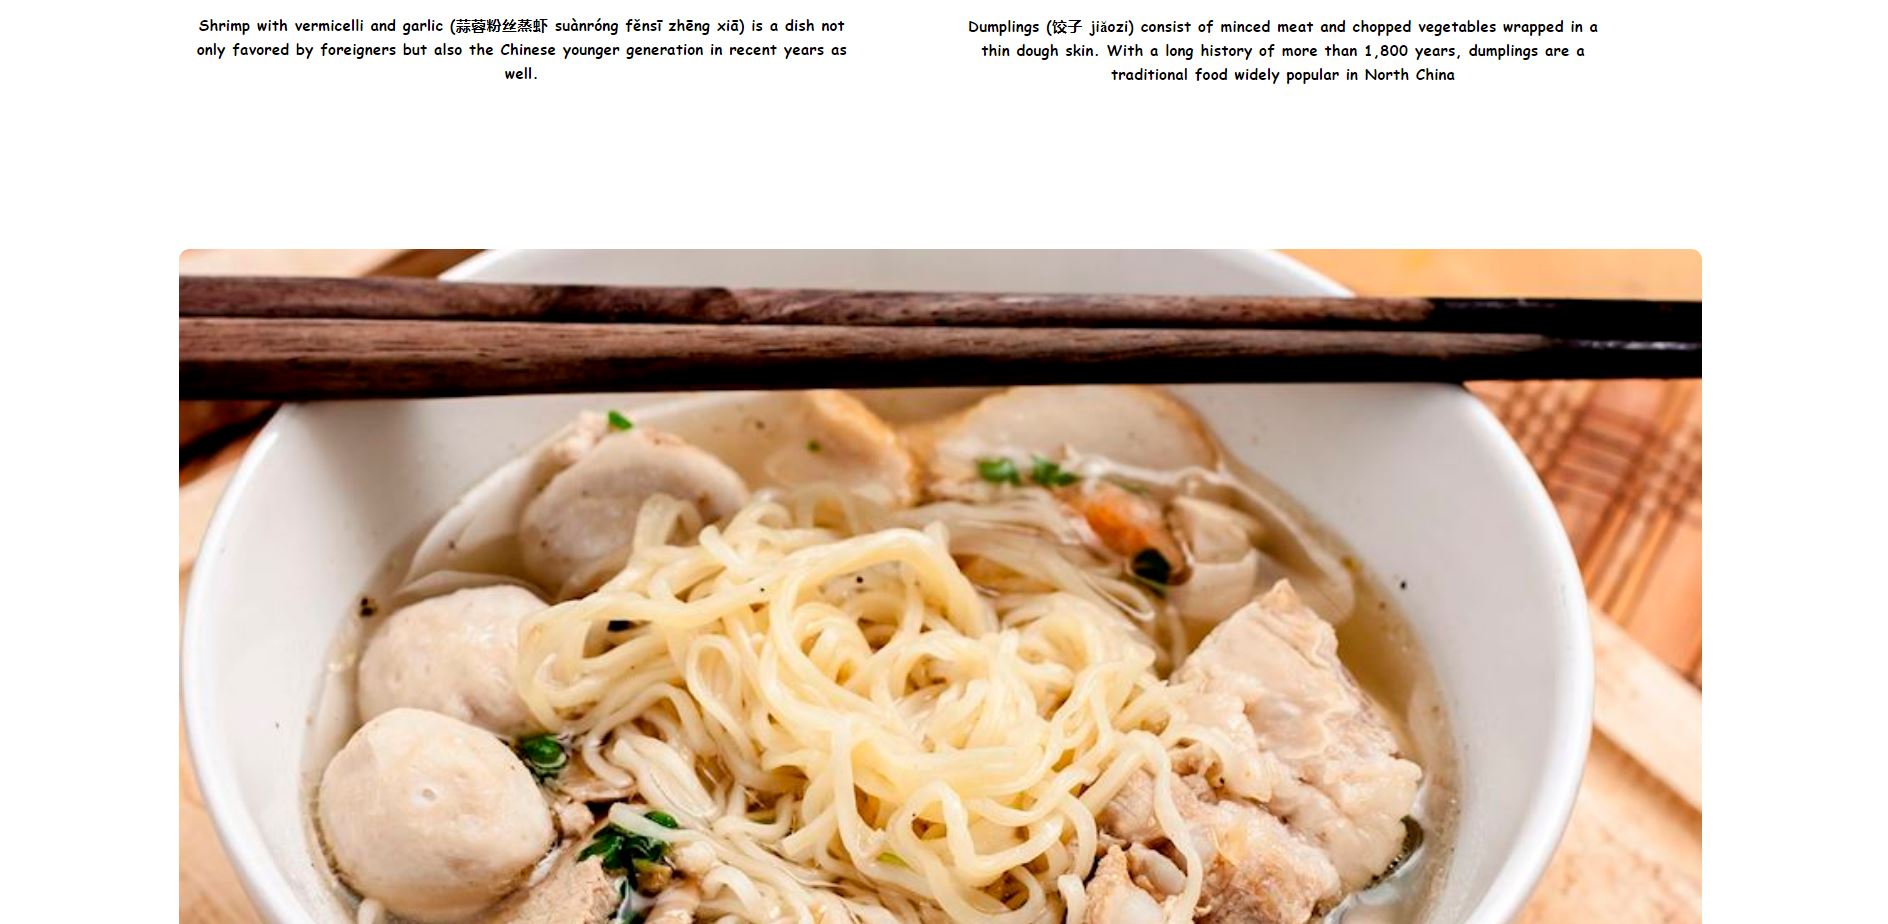 Shrimp with vermicelli and garlic (蒜蓉粉丝蒸虾 suànróng fěnsī zhēng xiā) is a dish not
only favored by foreigners but also the Chinese younger generation in recent years as
well.
Dumplings (饺子 jiǎozi) consist of minced meat and chopped vegetables wrapped in a
thin dough skin. With a long history of more than 1,800 years, dumplings are a
traditional food widely popular in North China